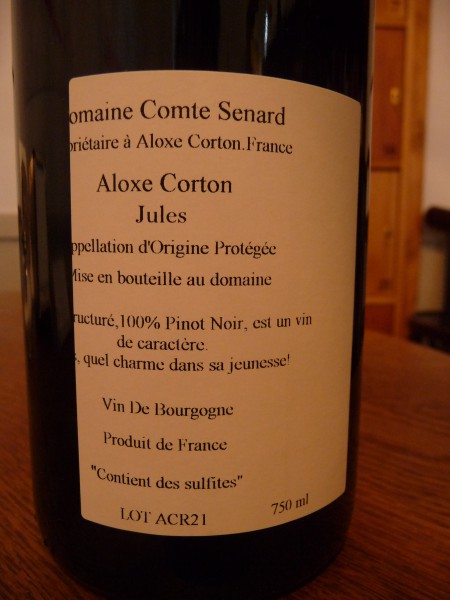 omaine Comte Senard
riétaire à Aloxe Corton.France
Aloxe Corton
Jules
ppellation d'Origine Protégée
Mise en bouteille au domaine
ructuré,100% Pinot Noir, est un vin
de caractère.
, quel charme dans sa jeunesse!
Vin De Bourgogne
Produit de France
"Contient des sulfites"
750 ml
LOT ACR21